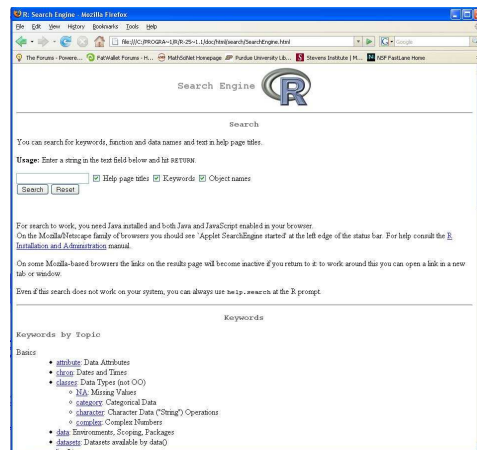 R: Search Engine - Mozilla Firefox
File Edit View History Bookmarks Tools Help
file:///C:/PROGRA~1/R/R-25~1.1/doc/html/search/SearchEngine.html
Google
The Forums - Powere... FatWallet Homepage Forums - H... MathSciNet Homepage Purdue University Lib... Stevens Institute | M... NSF FastLane Home
Search Engine
Search
You can search for keywords, function and data names and text in help page titles.
Usage: Enter a string in the text field below and hit RETURN.
Help page titles Keywords Object names
Search Reset
For search to work, you need Java installed and both Java and JavaScript enabled in your browser.
On the Mozilla/Netscape family of browsers you should see `Applet SearchEngine started' at the left edge of the status bar. For help consult the R
Installation and Administration manual.
On some Mozilla-based browsers the links on the results page will become inactive if you return to it: to work around this you can open a link in a new
tab or window.
Even if this search does not work on your system, you can always use help.search at the R prompt.
Keywords
Keywords by Topic
Basics
attribute: Data Attributes
chron: Dates and Times
classes: Data Types (not OO)
NA: Missing Values
category: Categorical Data
character: Character Data ("String") Operations
complex: Complex Numbers
data: Environments, Scoping, Packages
datasets: Datasets available by data()